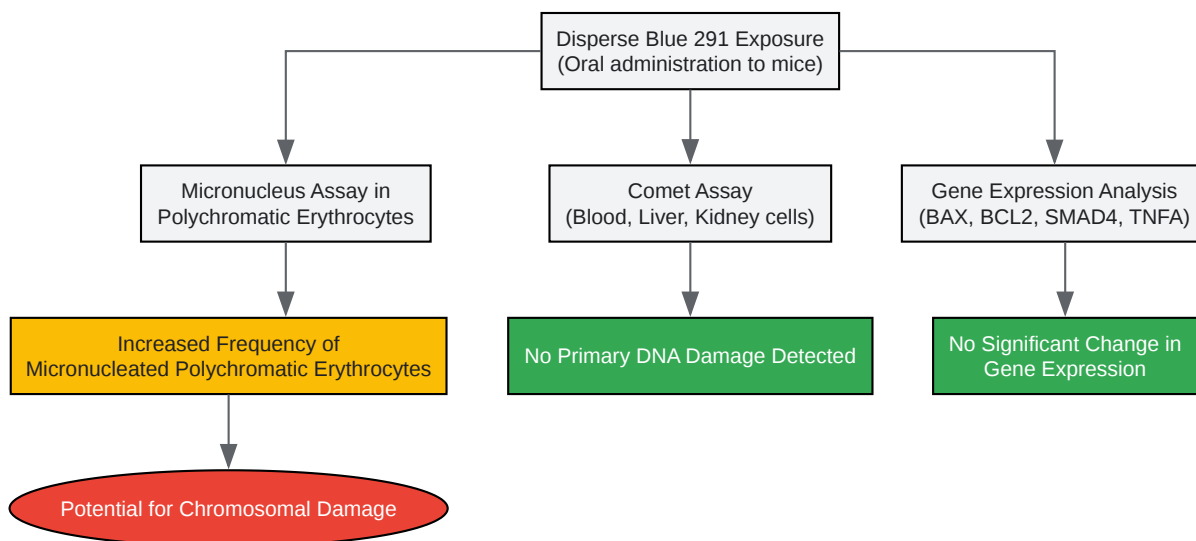 Disperse Blue 291 Exposure
(Oral administration to mice)
Micronucleus Assay in
Polychromatic Erythrocytes
Comet Assay
(Blood, Liver, Kidney cells)
Gene Expression Analysis
(BAX, BCL2, SMAD4, TNFA)
Increased Frequency of
Micronucleated Polychromatic Erythrocytes
No Primary DNA Damage Detected
No Significant Change in
Gene Expression
Potential for Chromosomal Damage